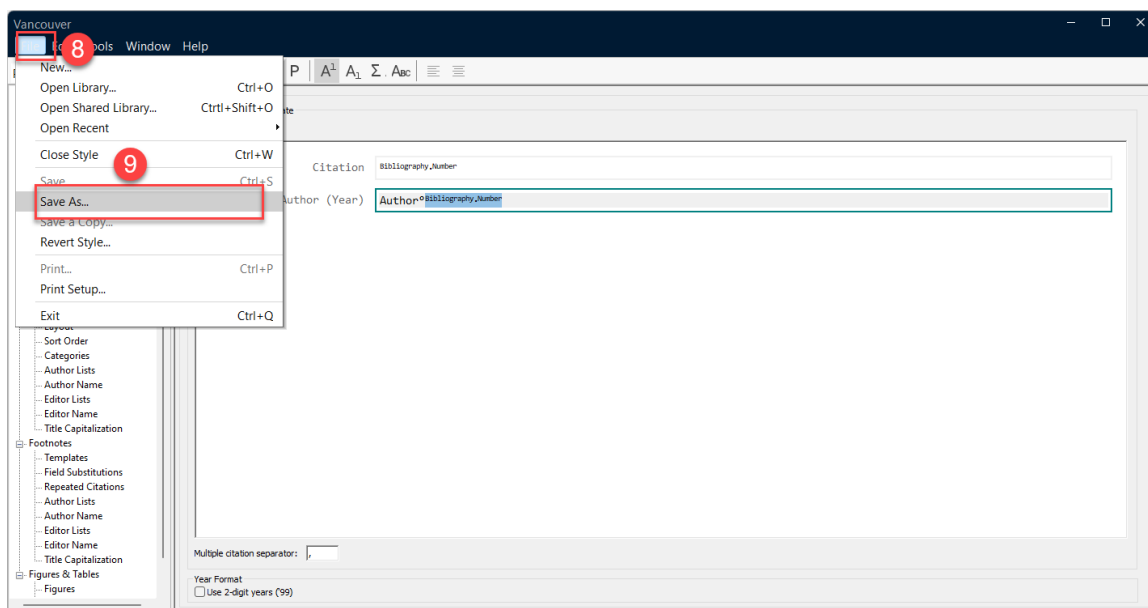 Vancouver
8
ools Window Help
New...
P A¹ A₁ Σ ABC
Open Library... Ctrl+O
Open Shared Library... Ctrtl+Shift+O
Open Recent
Close Style Ctrl+W
9
Save Ctrl+S
Save As...
Save a Copy...
Revert Style...
Print... Ctrl+P
Print Setup...
Exit Ctrl+Q
Citation Bibliography.Number
Author (Year) Author°Bibliography.Number
Layout
Sort Order
Categories
Author Lists
Author Name
Editor Lists
Editor Name
Title Capitalization
Footnotes
Templates
Field Substitutions
Repeated Citations
Author Lists
Author Name
Editor Lists
Editor Name
Title Capitalization
Figures & Tables
Figures
Multiple citation separator: ,
Year Format
Use 2-digit years ('99)